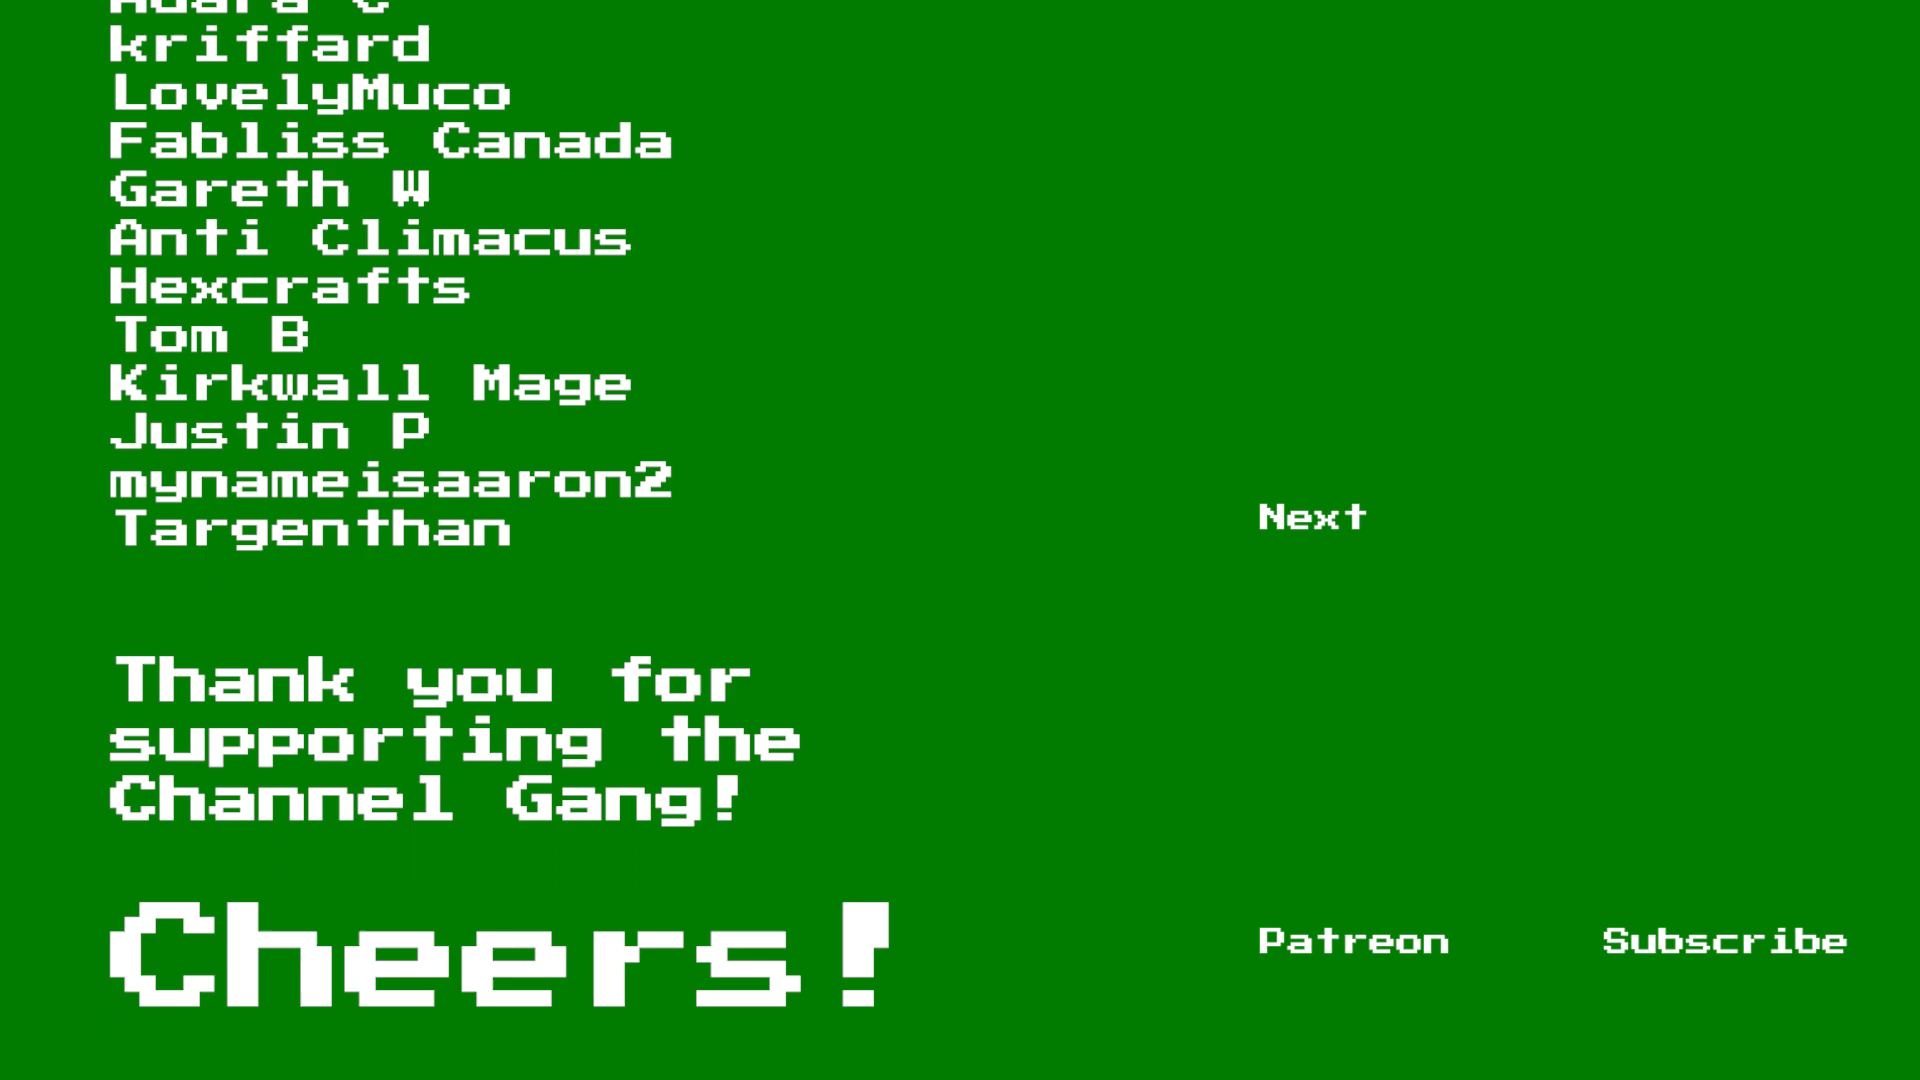 kriffard
LovelyMuco
Fabliss Canada
Gareth W
Anti Climacus
Hexcrafts
Tom B
Kirkwall Mage
Justin P
mynameisaaron2
Targenthan
Next
Thank you for
supporting the
Channel Gang!
Cheers!
Patreon
Subscribe